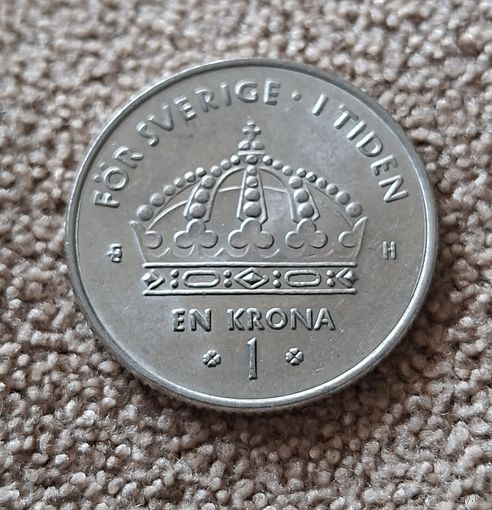 FÖR SVERIGE · I TIDEN
B H
EN KRONA
1